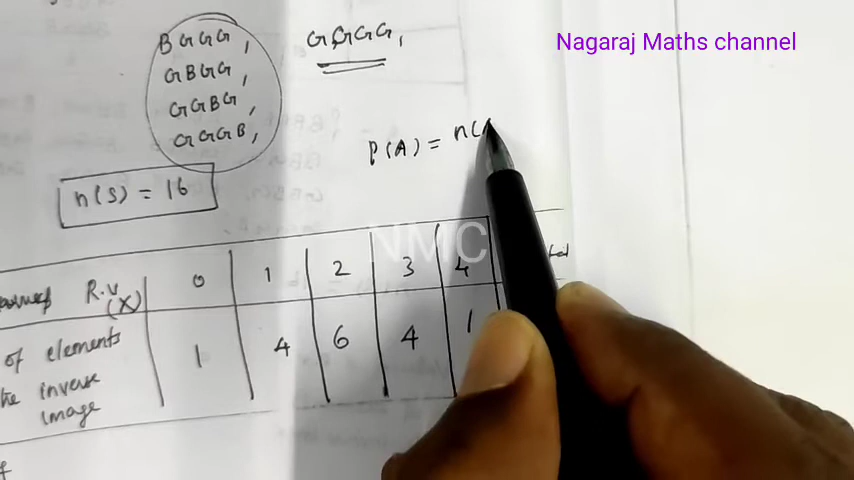 Nagaraj Maths channel
BGGG,
GBGG,
GGBG,
GGGB,
GGGG,
n(S) = 16
P(A) = n(
NMC
R.V (X) 0 1 2 3 4
of elements
inverse
image
1 4 6 4 1